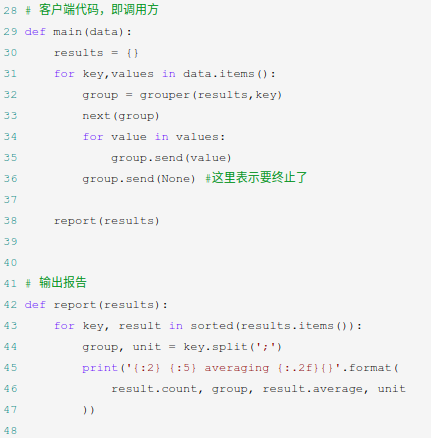 28 # 客户端代码，即调用方
29 def main(data):
30     results = {}
31     for key,values in data.items():
32         group = grouper(results,key)
33         next(group)
34         for value in values:
35             group.send(value)
36         group.send(None) #这里表示要终止了
37
38     report(results)
39
40
41 # 输出报告
42 def report(results):
43     for key, result in sorted(results.items()):
44         group, unit = key.split(';')
45         print('{:2} {:5} averaging {:.2f}{}'.format(
46             result.count, group, result.average, unit
47         ))
48